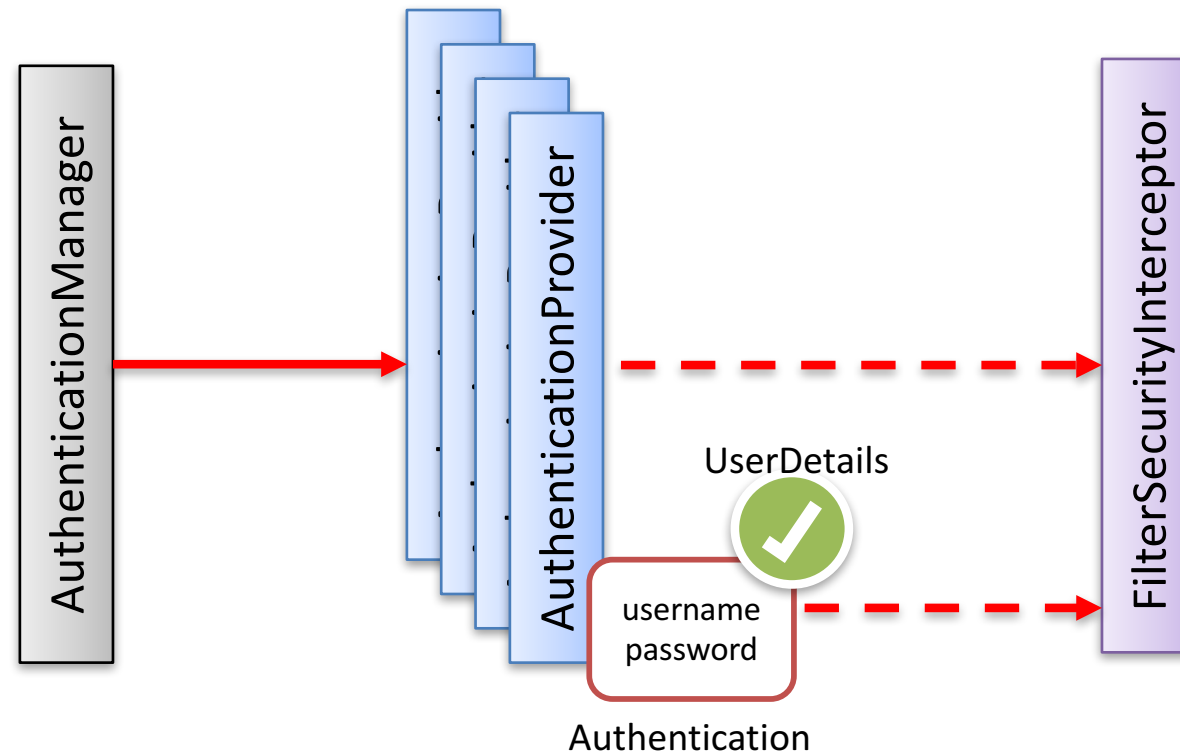 AuthenticationManager
AuthenticationProvider
UserDetails
username
password
Authentication
FilterSecurityInterceptor